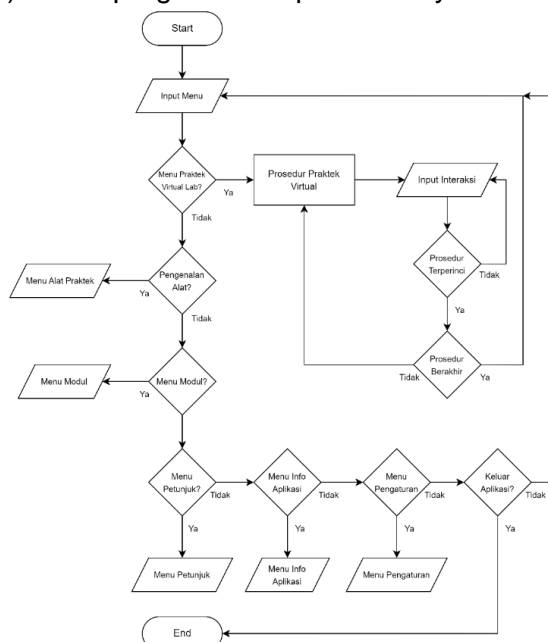 Start
Input Menu
Menu Praktek
Virtual Lab?
Ya
Prosedur Praktek
Virtual
Input Interaksi
Tidak
Prosedur
Terperinci
Tidak
Ya
Menu Alat Praktek
Ya
Pengenalan
Alat?
Tidak
Prosedur
Berakhir
Tidak
Ya
Menu Modul
Ya
Menu Modul?
Menu
Petunjuk?
Tidak
Ya
Menu Info
Aplikasi
Tidak
Ya
Menu
Pengaturan
Tidak
Ya
Keluar
Aplikasi?
Tidak
Ya
Menu Petunjuk
Menu Info
Aplikasi
Menu Pengaturan
End